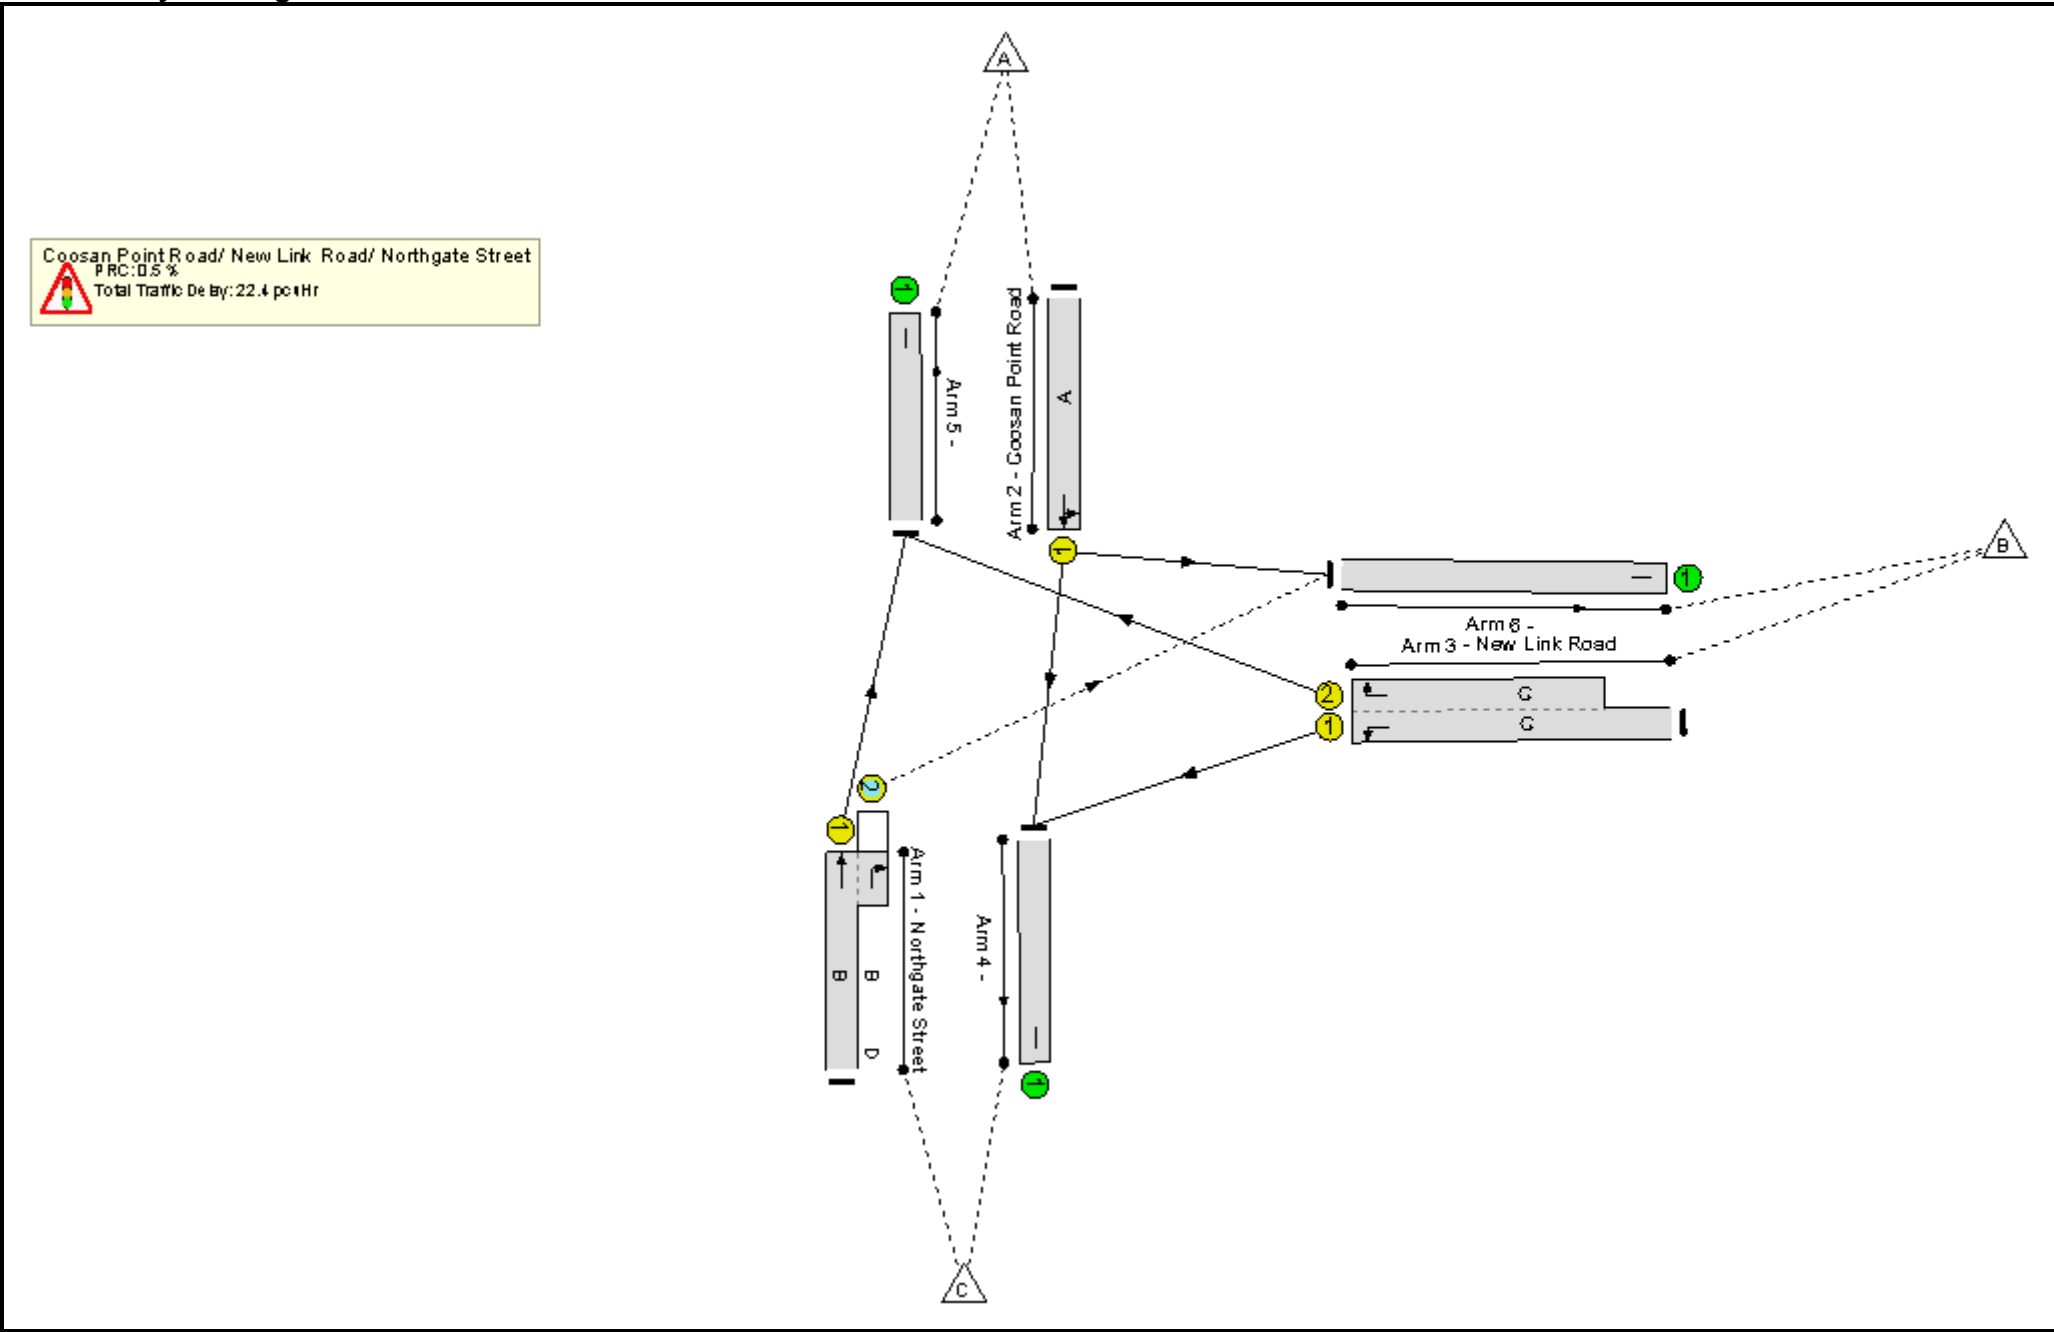 A
Coosan Point Road/ New Link Road/ Northgate Street
PRC: 0.5 %
Total Traffic Delay: 22.4 pcuHr
1
Arm 5 -
Arm 2 - Coosan Point Road
A
1
B
1
Arm 6 -
Arm 3 - New Link Road
2
C
1
C
2
1
Arm 1 - Northgate Street
B
B
D
Arm 4 -
1
C